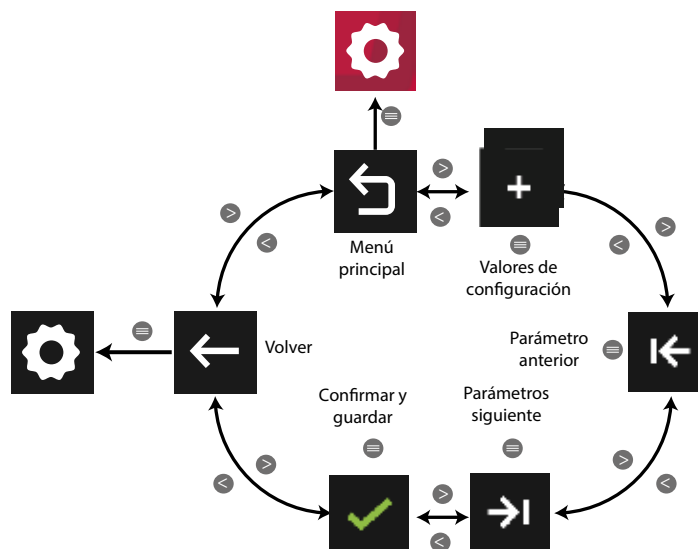 Menú
principal
Valores de
configuración
Volver
Parámetro
anterior
Confirmar y
guardar
Parámetros
siguiente